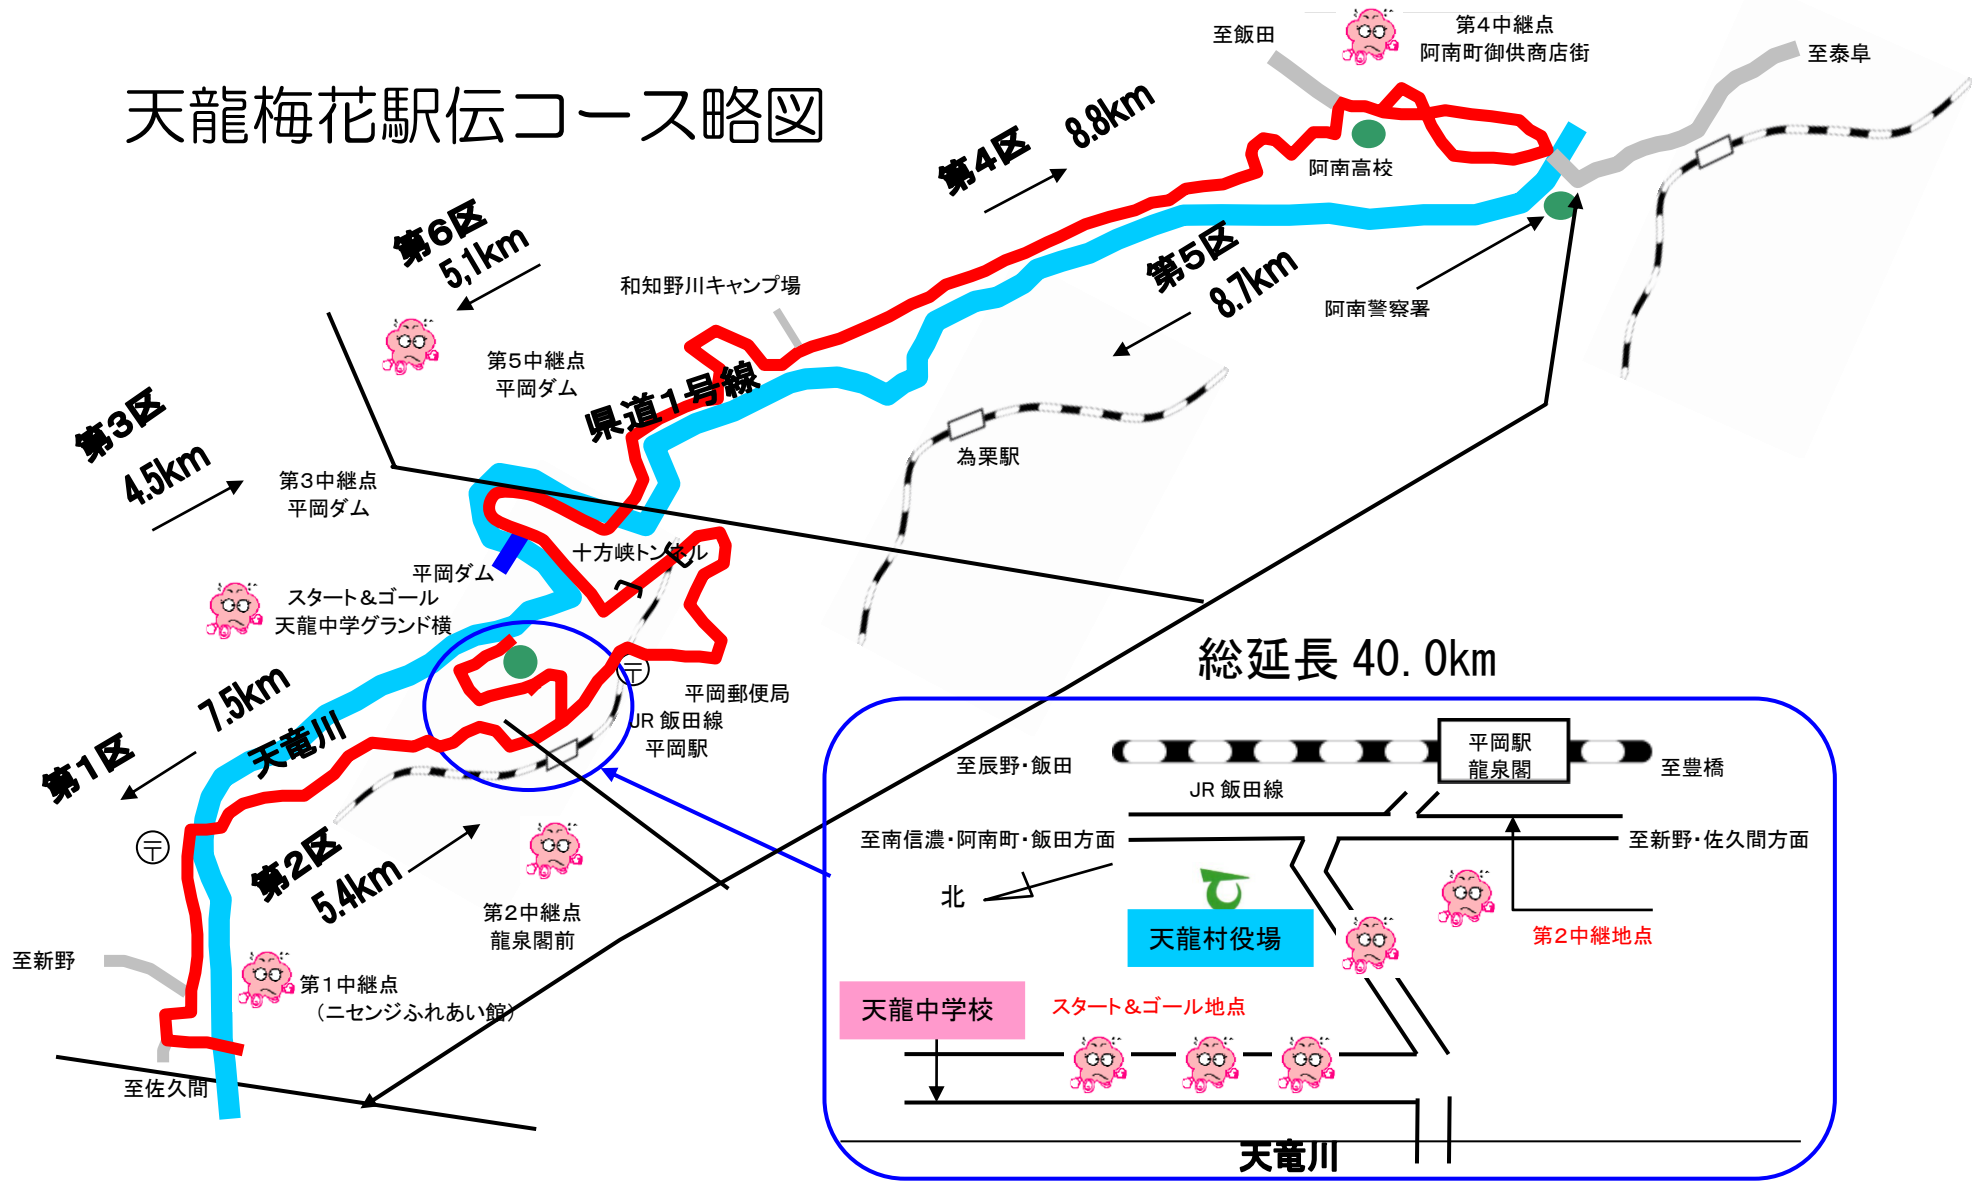 天龍梅花駅伝コース略図
至飯田
第4中継点
阿南町御供商店街
至泰阜
第4区 8.8km
阿南高校
第6区
5,1km
和知野川キャンプ場
第5区
8.7km
阿南警察署
第5中継点
平岡ダム
県道1号線
為栗駅
第3区
4.5km
第3中継点
平岡ダム
十方峡トンネル
平岡ダム
スタート&ゴール
天龍中学グランド横
〒
平岡郵便局
JR 飯田線
平岡駅
第1区 7.5km
天竜川
〒
第2区
5.4km
第2中継点
龍泉閣前
至新野
第1中継点
(ニセンジふれあい館)
至佐久間
総延長 40.0km
平岡駅
龍泉閣
至辰野・飯田
至豊橋
JR 飯田線
至南信濃・阿南町・飯田方面
至新野・佐久間方面
北
天龍村役場
第2中継地点
天龍中学校
スタート&ゴール地点
天竜川